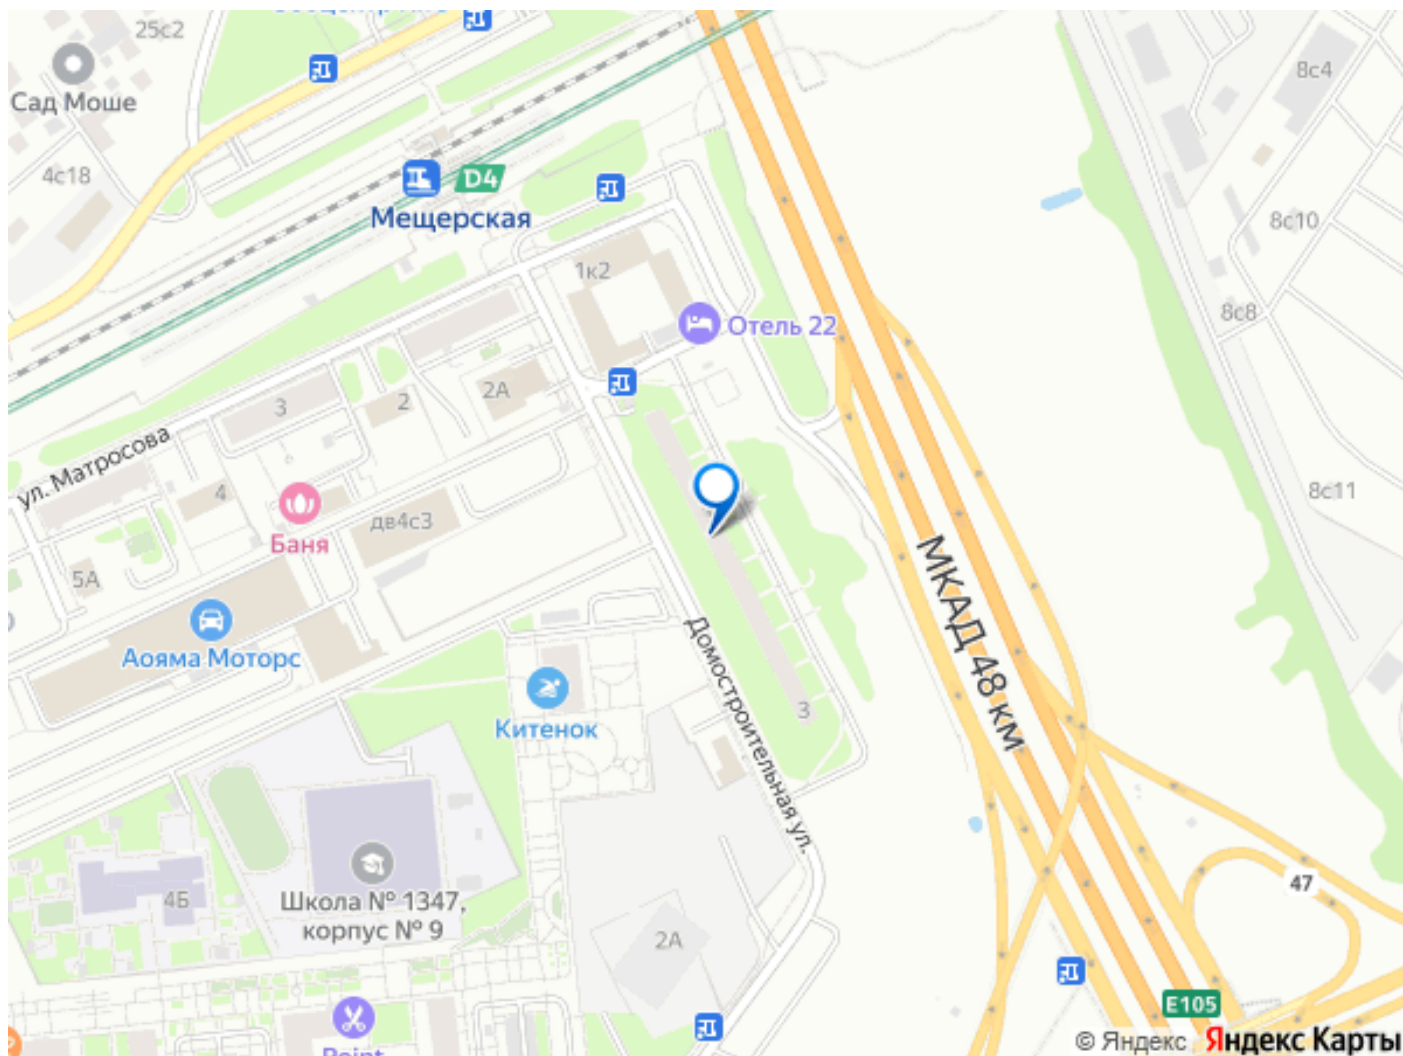 25с2
Сад Моше
4с18
D4
Мещерская
8с4
8с10
8с8
8с11
1к2
Отель 22
2А
2
3
ул. Матросова
4
Баня
дв4с3
5А
Аояма Моторс
Китенок
Домостроительная ул.
3
МКАД 48 км
47
4Б
Школа № 1347,
корпус № 9
2А
Point
E105
© Яндекс Яндекс Карты